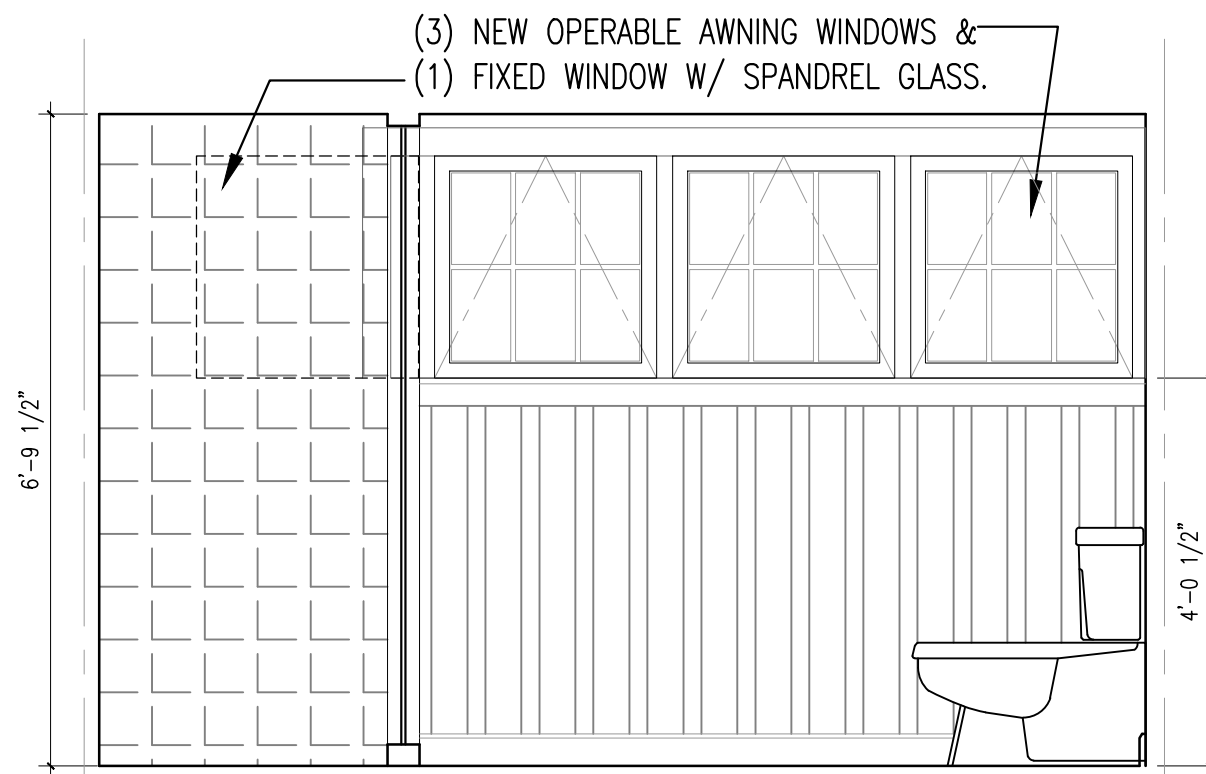 (3) NEW OPERABLE AWNING WINDOWS &
(1) FIXED WINDOW W/ SPANDREL GLASS.
6'-9 1/2"
4'-0 1/2"